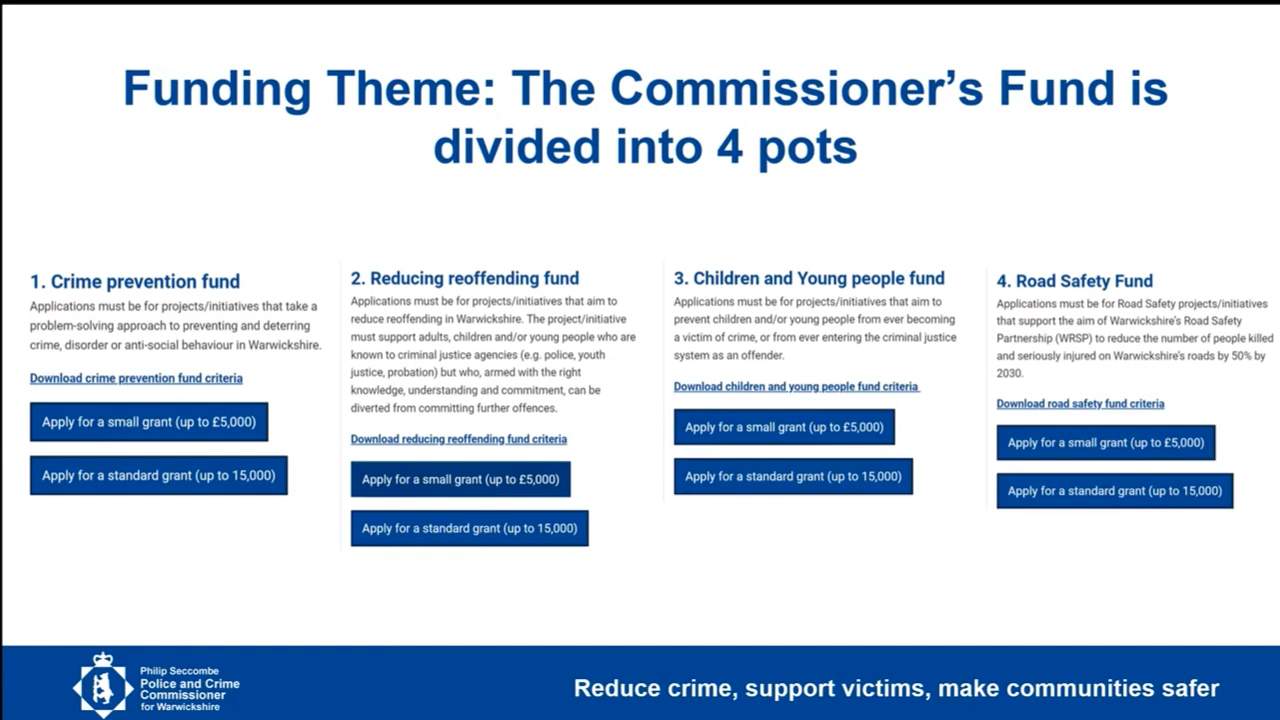 Funding Theme: The Commissioner’s Fund is
divided into 4 pots
1. Crime prevention fund
Applications must be for projects/initiatives that take a
problem-solving approach to preventing and deterring
crime, disorder or anti-social behaviour in Warwickshire.
Download crime prevention fund criteria
Apply for a small grant (up to £5,000)
Apply for a standard grant (up to 15,000)
2. Reducing reoffending fund
Applications must be for projects/initiatives that aim to
reduce reoffending in Warwickshire. The project/initiative
must support adults, children and/or young people who are
known to criminal justice agencies (e.g. police, youth
justice, probation) but who, armed with the right
knowledge, understanding and commitment, can be
diverted from committing further offences.
Download reducing reoffending fund criteria
Apply for a small grant (up to £5,000)
Apply for a standard grant (up to 15,000)
3. Children and Young people fund
Applications must be for projects/initiatives that aim to
prevent children and/or young people from ever becoming
a victim of crime, or from ever entering the criminal justice
system as an offender.
Download children and young people fund criteria
Apply for a small grant (up to £5,000)
Apply for a standard grant (up to 15,000)
4. Road Safety Fund
Applications must be for Road Safety projects/initiatives
that support the aim of Warwickshire's Road Safety
Partnership (WRSP) to reduce the number of people killed
and seriously injured on Warwickshire's roads by 50% by
2030.
Download road safety fund criteria
Apply for a small grant (up to £5,000)
Apply for a standard grant (up to 15,000)
Philip Seccombe
Police and Crime
Commissioner
for Warwickshire
Reduce crime, support victims, make communities safer